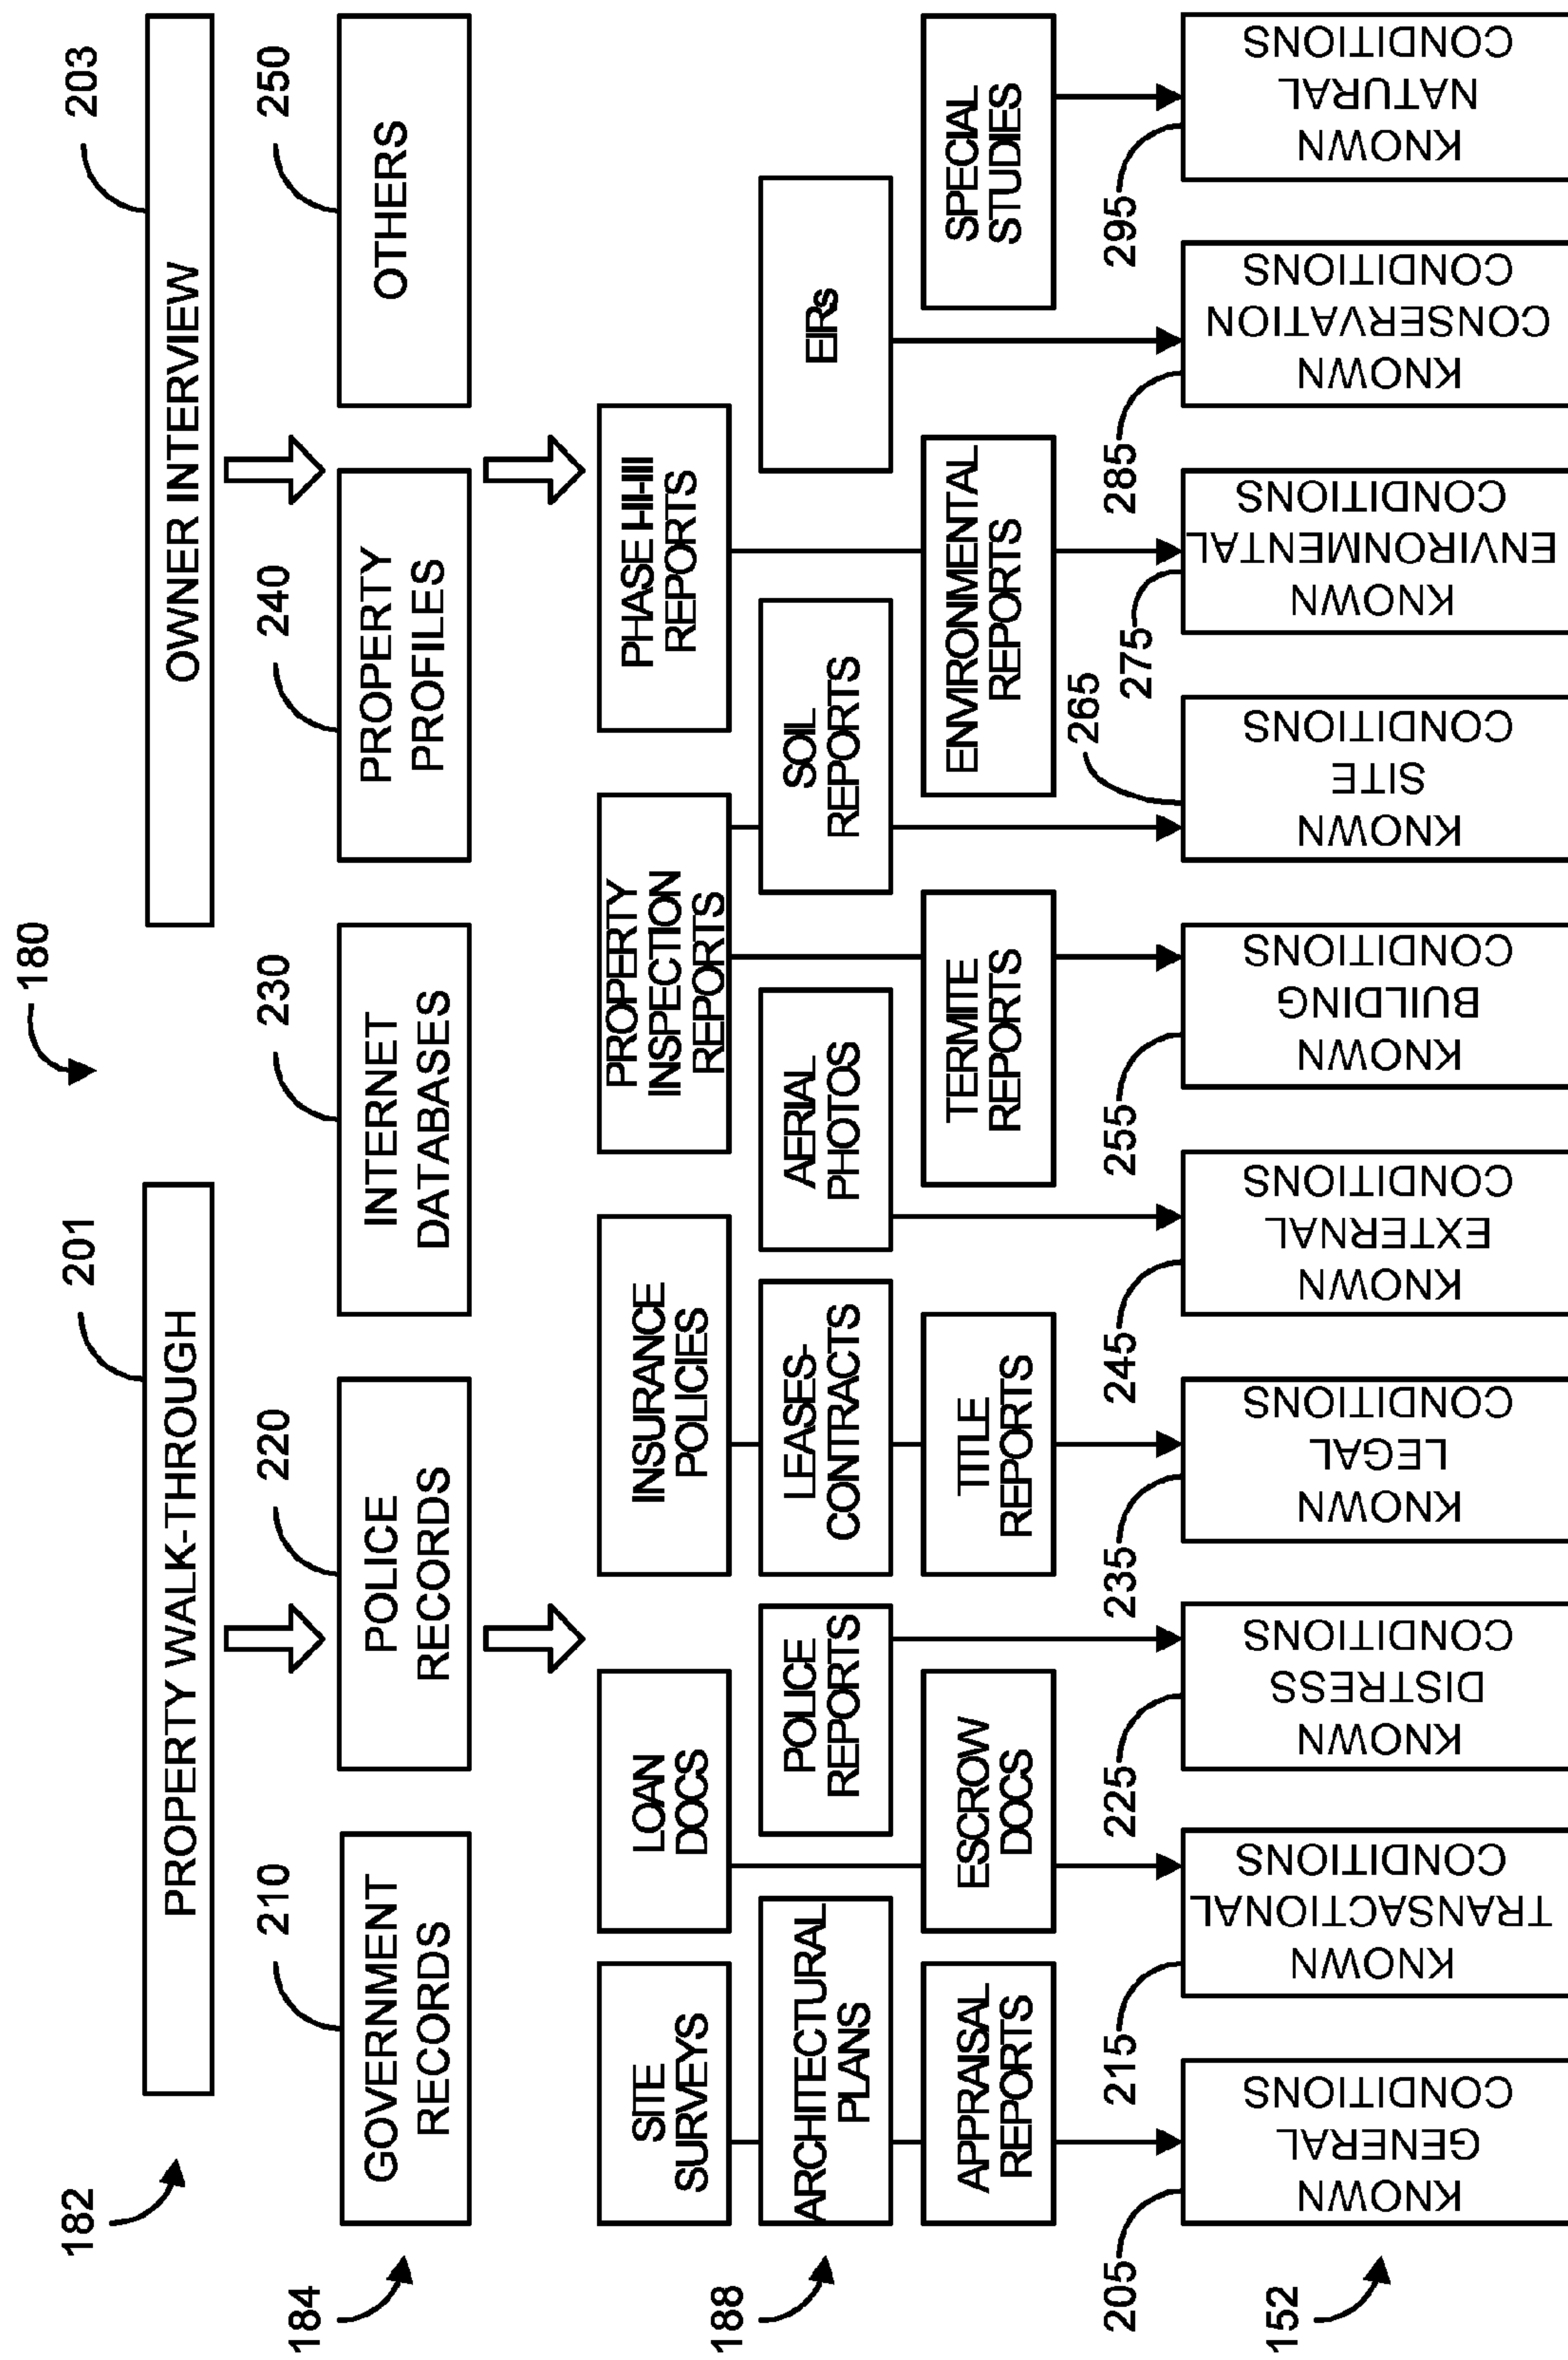 180
182
201
PROPERTY WALK-THROUGH
203
OWNER INTERVIEW
184
210
GOVERNMENT
RECORDS
220
POLICE
RECORDS
230
INTERNET
DATABASES
240
PROPERTY
PROFILES
250
OTHERS
188
SITE
SURVEYS
LOAN
DOCS
INSURANCE
POLICIES
PROPERTY
INSPECTION
REPORTS
PHASE I-II-III
REPORTS
ARCHITECTURAL
PLANS
POLICE
REPORTS
LEASES-
CONTRACTS
AERIAL
PHOTOS
SOIL
REPORTS
EIRs
APPRAISAL
REPORTS
ESCROW
DOCS
TITLE
REPORTS
TERMITE
REPORTS
ENVIRONMENTAL
REPORTS
SPECIAL
STUDIES
152
205
KNOWN
GENERAL
CONDITIONS
215
KNOWN
TRANSACTIONAL
CONDITIONS
225
KNOWN
DISTRESS
CONDITIONS
235
KNOWN
LEGAL
CONDITIONS
245
KNOWN
EXTERNAL
CONDITIONS
255
KNOWN
BUILDING
CONDITIONS
265
KNOWN
SITE
CONDITIONS
275
KNOWN
ENVIRONMENTAL
CONDITIONS
285
KNOWN
CONSERVATION
CONDITIONS
295
KNOWN
NATURAL
CONDITIONS